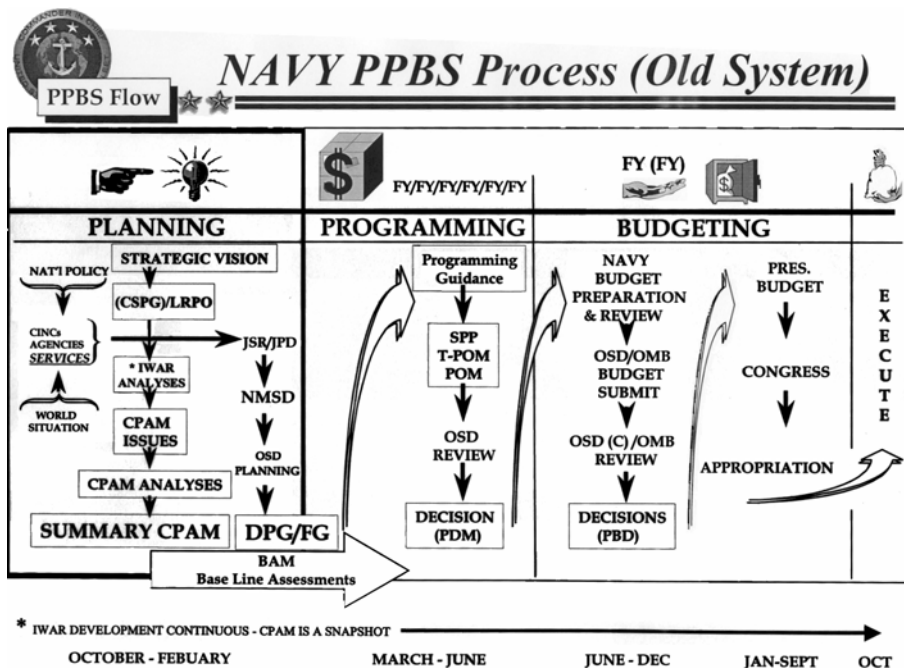 COMMANDER IN CHIEF
NAVY PPBS Process (Old System)
PPBS Flow
$
FY/FY/FY/FY/FY/FY
FY (FY)
$
PLANNING
PROGRAMMING
BUDGETING
STRATEGIC VISION
NAT'l POLICY
(CSPG)/LRPO
CINCs
AGENCIES
SERVICES
JSR/JPD
* IWAR
ANALYSES
NMSD
WORLD
SITUATION
CPAM
ISSUES
OSD
PLANNING
CPAM ANALYSES
SUMMARY CPAM
DPG/FG
BAM
Base Line Assessments
Programming
Guidance
SPP
T-POM
POM
OSD
REVIEW
DECISION
(PDM)
NAVY
BUDGET
PREPARATION
& REVIEW
OSD/OMB
BUDGET
SUBMIT
OSD (C) /OMB
REVIEW
DECISIONS
(PBD)
PRES.
BUDGET
CONGRESS
APPROPRIATION
EXECUTE
* IWAR DEVELOPMENT CONTINUOUS - CPAM IS A SNAPSHOT
OCTOBER - FEBUARY
MARCH - JUNE
JUNE - DEC
JAN-SEPT
OCT